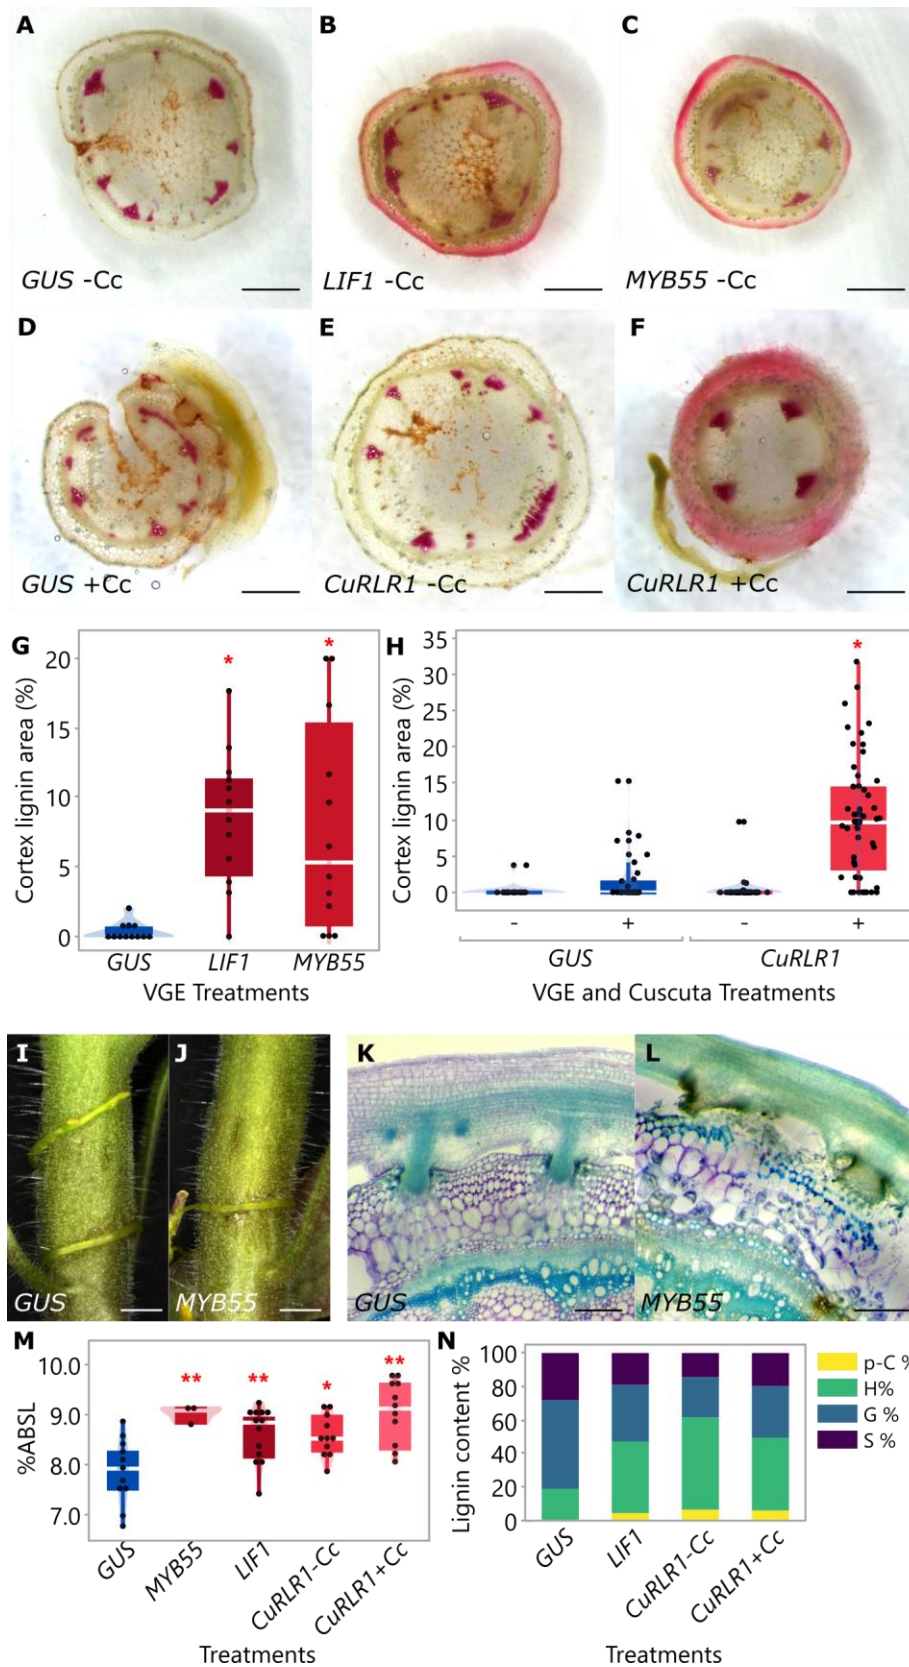 A
B
C
GUS -Cc
LIF1 -Cc
MYB55 -Cc
D
E
F
GUS +Cc
CuRLR1 -Cc
CuRLR1 +Cc
G
Cortex lignin area (%)
20
15
10
5
0
*
*
GUS
LIF1
MYB55
VGE Treatments
H
Cortex lignin area (%)
35
30
25
20
15
10
5
0
*
-
+
-
+
GUS
CuRLR1
VGE and Cuscuta Treatments
I
J
K
L
GUS
MYB55
GUS
MYB55
M
%ABSL
10.0
9.0
8.0
7.0
**
**
*
**
GUS
MYB55
LIF1
CuRLR1-Cc
CuRLR1+Cc
Treatments
N
Lignin content %
100
80
60
40
20
0
GUS
LIF1
CuRLR1-Cc
CuRLR1+Cc
Treatments
p-C %
H%
G %
S %